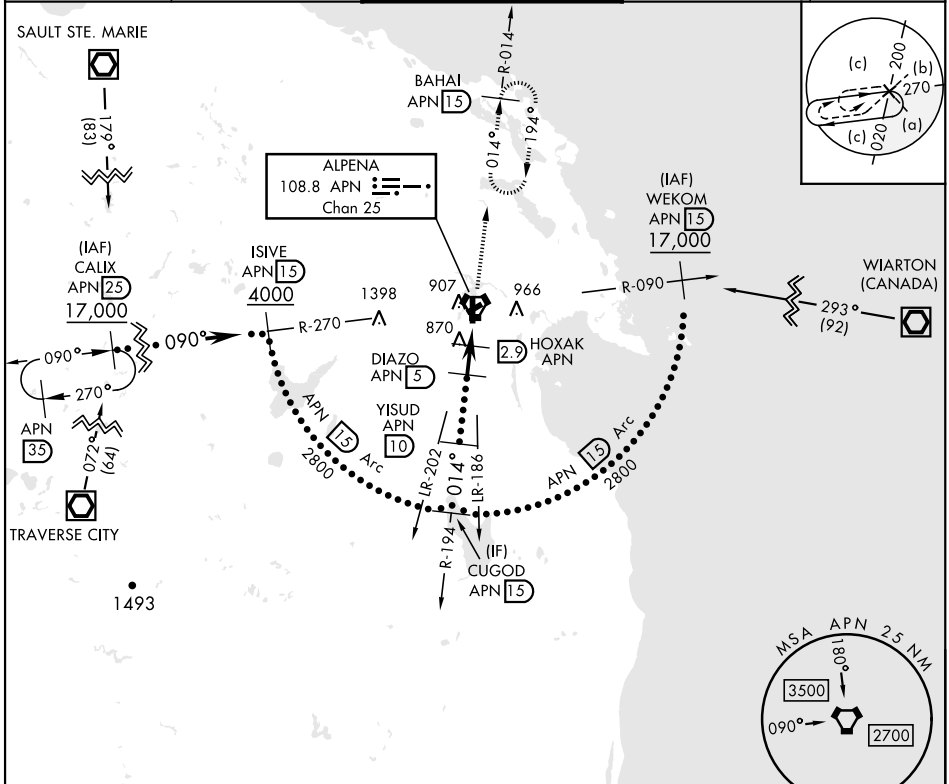 SAULT STE. MARIE
179°
(83)
BAHAI
APN 15
R-014
014°
194°
(c)
200
(b)
270
(a)
(c)
020
ALPENA
108.8 APN
Chan 25
(IAF)
WEKOM
APN 15
17,000
R-090
WIARTON
(CANADA)
293°
(92)
(IAF)
CALIX
APN 25
17,000
ISIVE
APN 15
4000
1398
907
966
870
R-270
090°
090°
270°
APN
35
072°
(64)
TRAVERSE CITY
DIAZO
APN 5
2.9 HOXAK
APN
YISUD
APN
10
APN 15 Arc
2800
APN 15 Arc
2800
LR-202
014°
LR-186
R-194
(IF)
CUGOD
APN 15
1493
MSA APN 25 NM
180°
3500
090°
2700